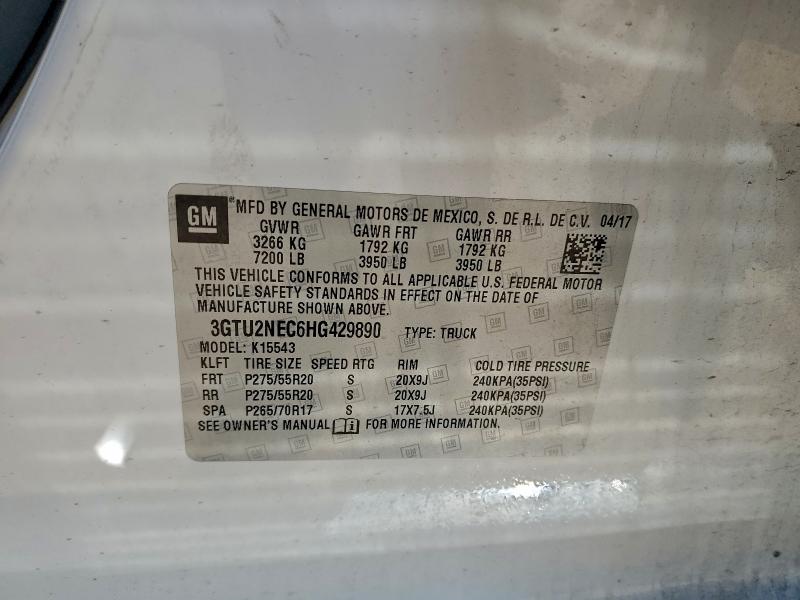 GM ® MFD BY GENERAL MOTORS DE MEXICO, S. DE R.L. DE C.V. 04/17
GVWR GAWR FRT GAWR RR
3266 KG 1792 KG 1792 KG
7200 LB 3950 LB 3950 LB
THIS VEHICLE CONFORMS TO ALL APPLICABLE U.S. FEDERAL MOTOR
VEHICLE SAFETY STANDARDS IN EFFECT ON THE DATE OF
MANUFACTURE SHOWN ABOVE.
3GTU2NEC6HG429890 TYPE: TRUCK
MODEL: K15543
KLFT TIRE SIZE SPEED RTG RIM COLD TIRE PRESSURE
FRT P275/55R20 S 20X9J 240KPA(35PSI)
RR P275/55R20 S 20X9J 240KPA(35PSI)
SPA P265/70R17 S 17X7.5J 240KPA(35PSI)
SEE OWNER'S MANUAL FOR MORE INFORMATION.